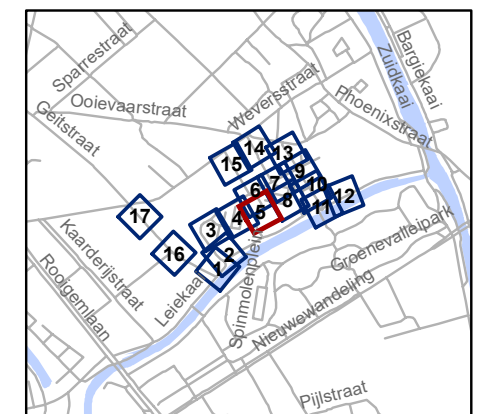 Sparrestraat
Bargiekaai
Zuidkaai
Weversstraat
Ooievaarstraat
Geitstraat
Phoenixstraat
14
13
15
9
7
10
6
12
8
11
5
4
17
3
2
16
1
Kaarderijstraat
Rooigemlaan
Groenevalleipark
Leiekaai
Spinmolenplein
Nieuwewandeling
Pijlstraat